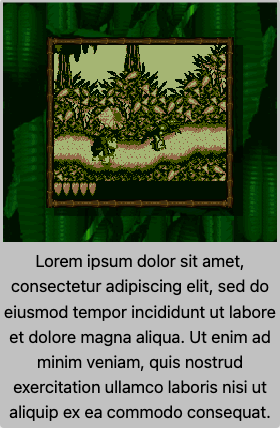 Lorem ipsum dolor sit amet,
consectetur adipiscing elit, sed do
eiusmod tempor incididunt ut labore
et dolore magna aliqua. Ut enim ad
minim veniam, quis nostrud
exercitation ullamco laboris nisi ut
aliquip ex ea commodo consequat.